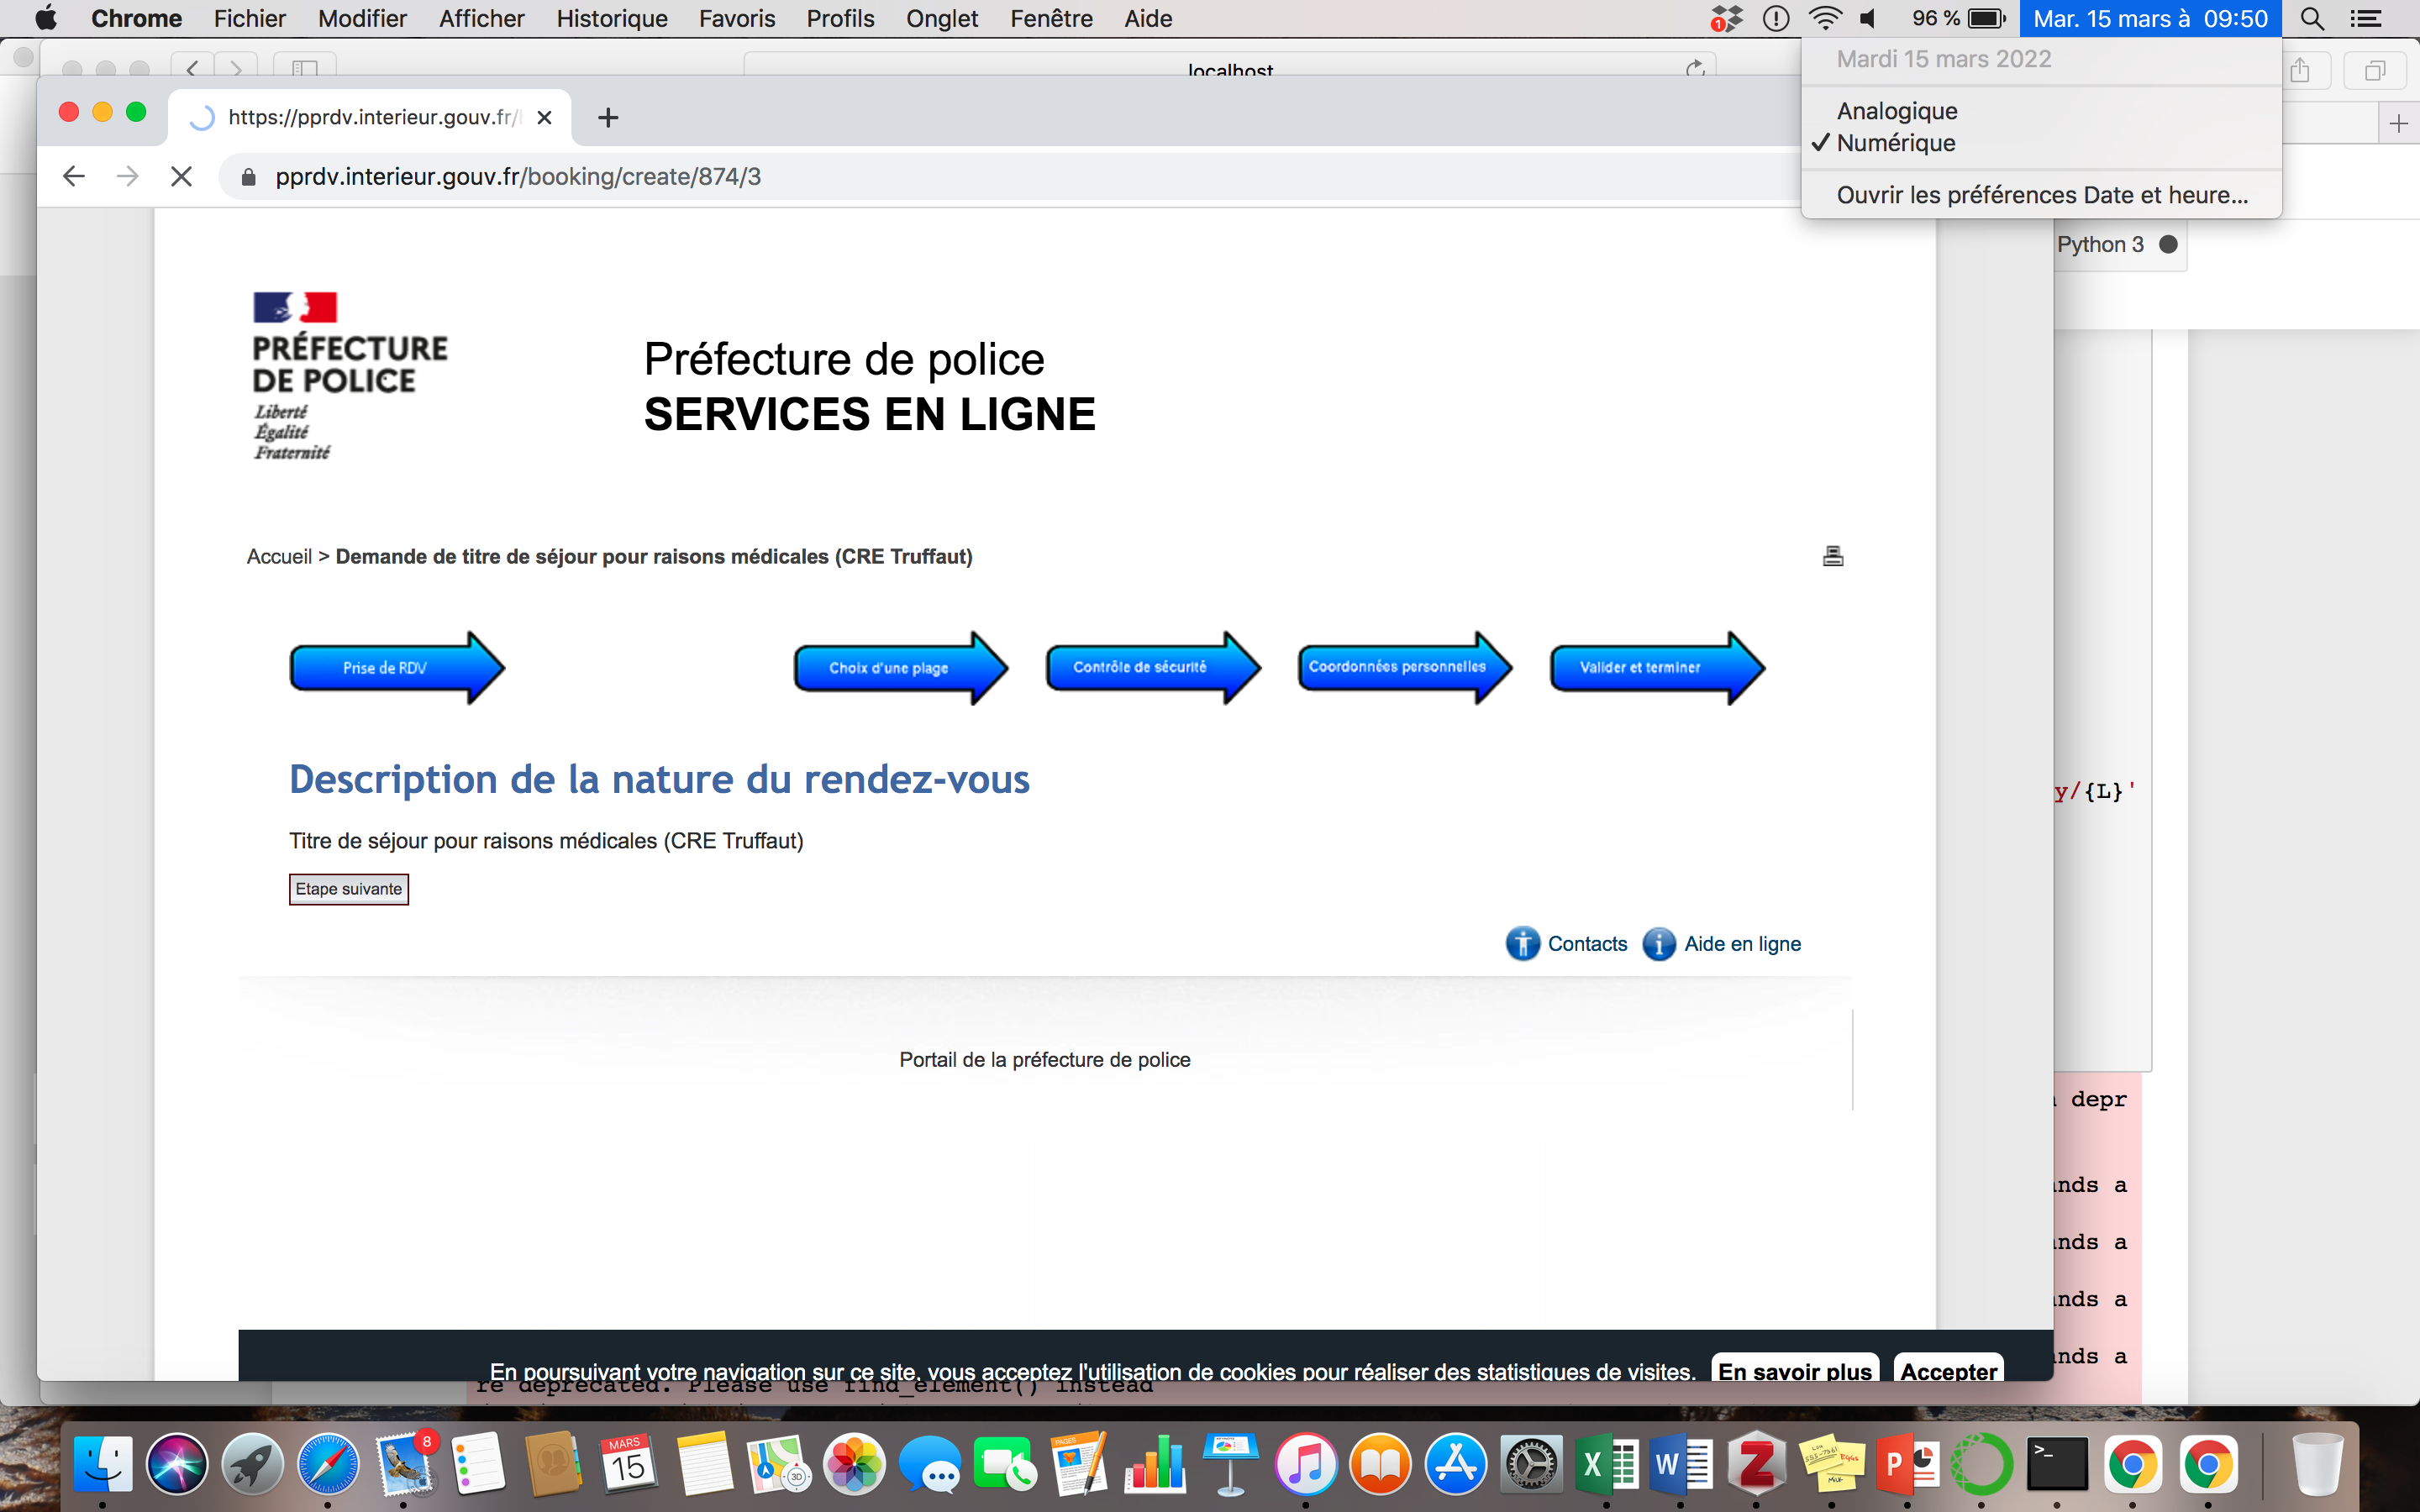 Chrome Fichier Modifier Afficher Historique Favoris Profils Onglet Fenêtre Aide 1 96 % Mar. 15 mars à 09:50
Mardi 15 mars 2022
Analogique
✓ Numérique
Ouvrir les préférences Date et heure...
localhost
https://pprdv.interieur.gouv.fr/
pprdv.interieur.gouv.fr/booking/create/874/3
Python 3
PRÉFECTURE
DE POLICE
Liberté
Égalité
Fraternité
Préfecture de police
SERVICES EN LIGNE
Accueil > Demande de titre de séjour pour raisons médicales (CRE Truffaut)
Prise de RDV
Choix d'une plage
Contrôle de sécurité
Coordonnées personnelles
Valider et terminer
Description de la nature du rendez-vous
y/{L}'
Titre de séjour pour raisons médicales (CRE Truffaut)
Etape suivante
Contacts
Aide en ligne
Portail de la préfecture de police
depr
nds a
nds a
nds a
nds a
En poursuivant votre navigation sur ce site, vous acceptez l'utilisation de cookies pour réaliser des statistiques de visites. En savoir plus Accepter
re deprecated. Please use find_element() instead
8
MARS
15
PAGES
3D
X
W
Z
P
>_